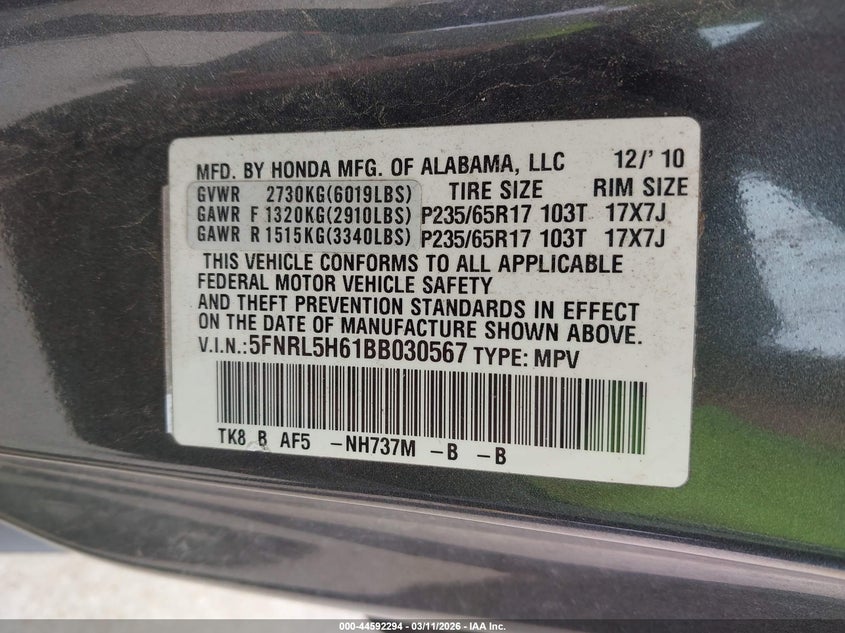 MFD. BY HONDA MFG. OF ALABAMA, LLC 12/' 10
GVWR 2730KG(6019LBS) TIRE SIZE RIM SIZE
GAWR F 1320KG(2910LBS) P235/65R17 103T 17X7J
GAWR R 1515KG(3340LBS) P235/65R17 103T 17X7J
THIS VEHICLE CONFORMS TO ALL APPLICABLE
FEDERAL MOTOR VEHICLE SAFETY
AND THEFT PREVENTION STANDARDS IN EFFECT
ON THE DATE OF MANUFACTURE SHOWN ABOVE.
V.I.N.:5FNRL5H61BB030567 TYPE: MPV
TK8 B AF5 -NH737M -B -B
000-44592294 - 03/11/2026 - IAA Inc.